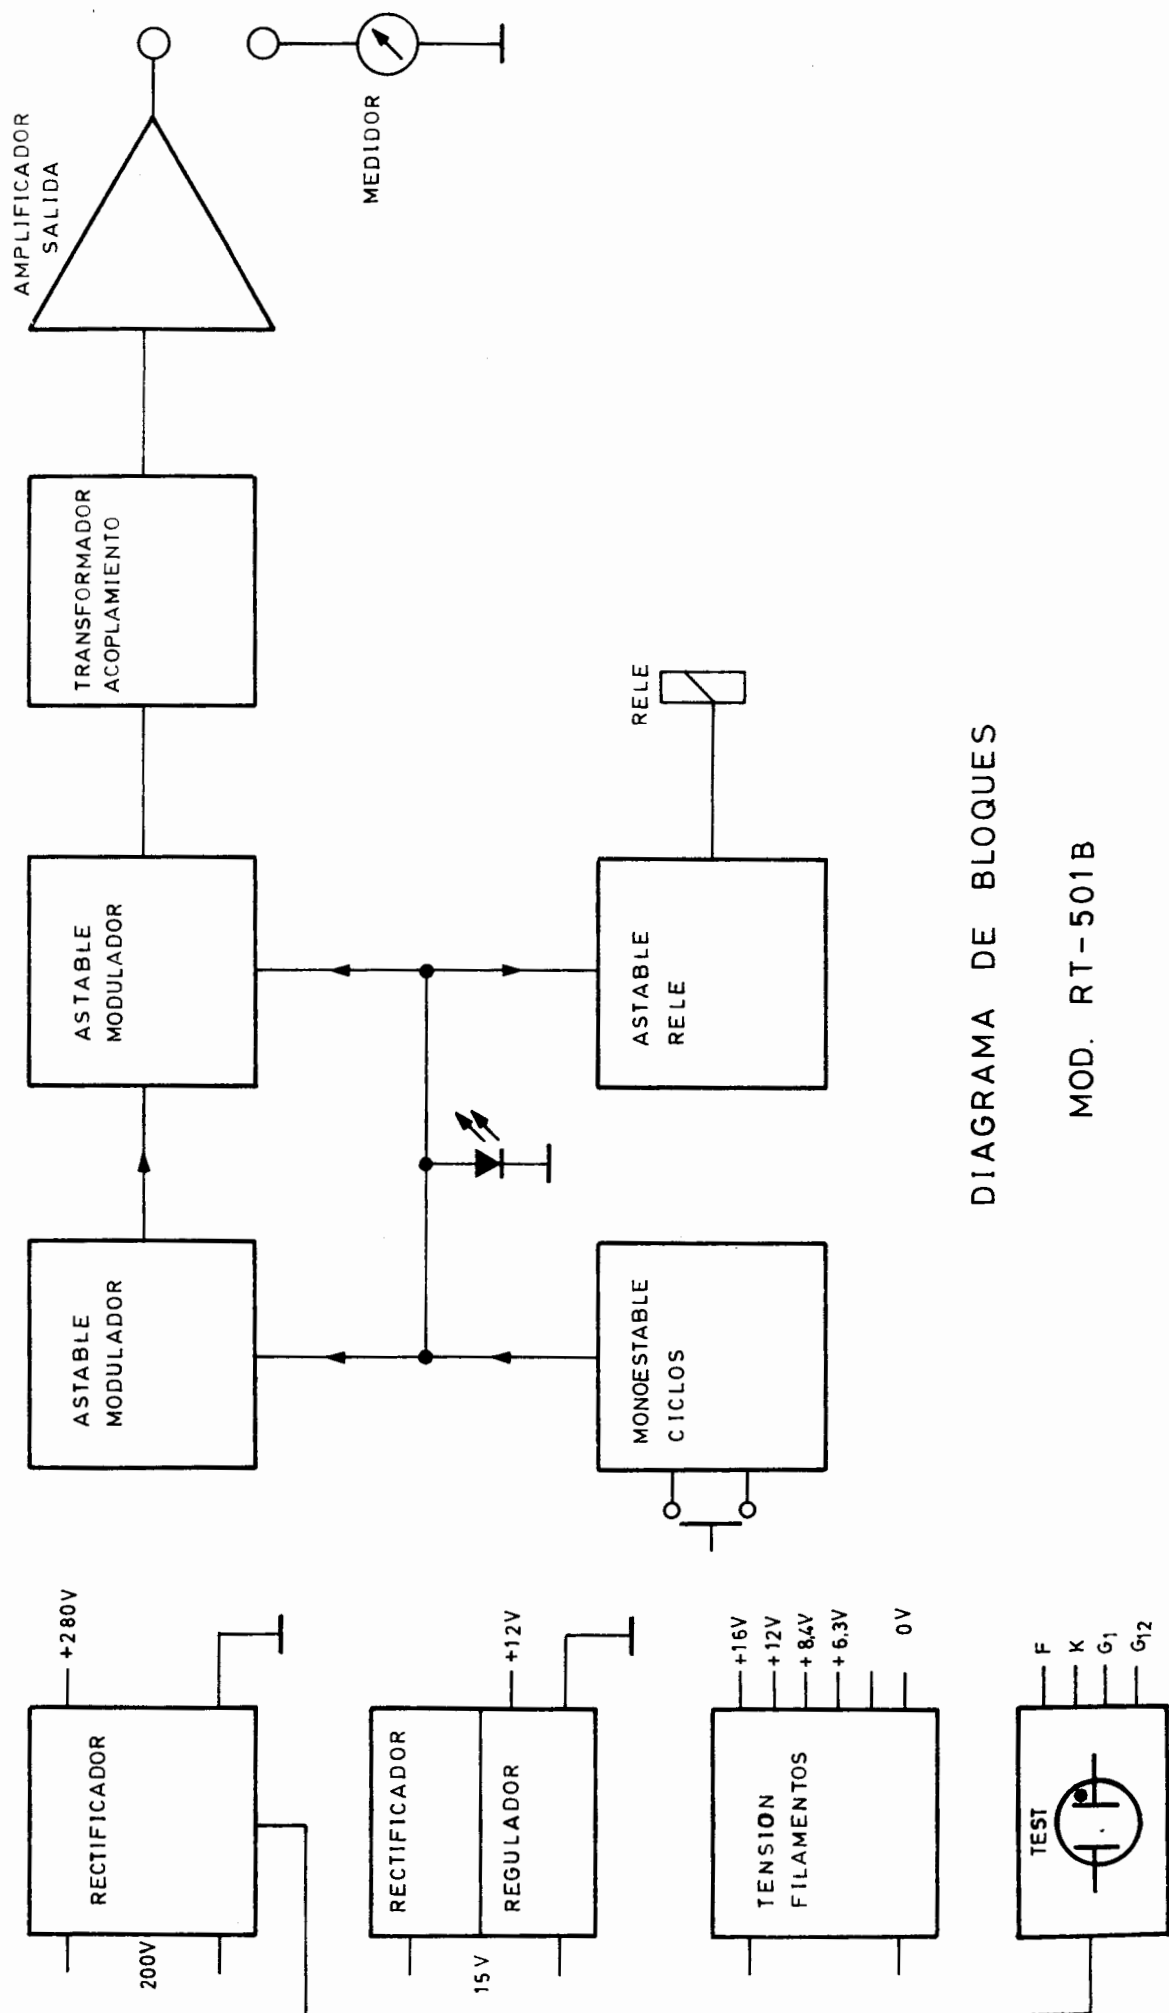 200V
RECTIFICADOR
+280V
15V
RECTIFICADOR
REGULADOR
+12V
TENSION
FILAMENTOS
+16V
+12V
+8,4V
+6,3V
0V
TEST
F
K
G1
G12
ASTABLE
MODULADOR
ASTABLE
MODULADOR
TRANSFORMADOR
ACOPLAMIENTO
AMPLIFICADOR
SALIDA
MEDIDOR
MONOESTABLE
CICLOS
ASTABLE
RELE
RELE
DIAGRAMA DE BLOQUES
MOD. RT-501B